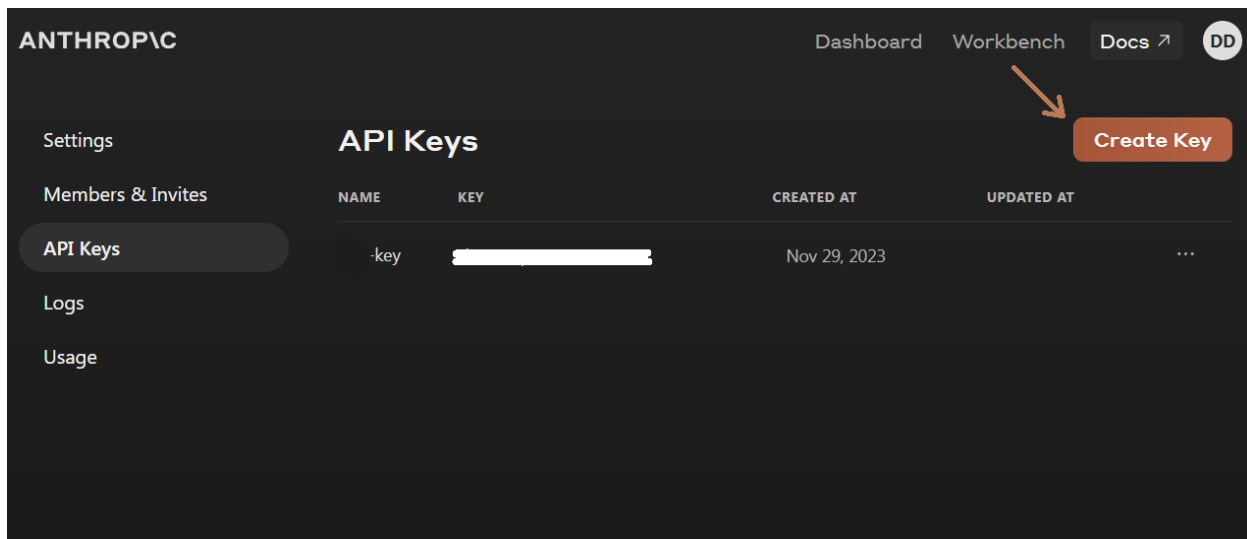 ANTHROP\C
Dashboard Workbench Docs ↗ DD
Settings
Members & Invites
API Keys
Logs
Usage
API Keys
Create Key
NAME KEY CREATED AT UPDATED AT
-key Nov 29, 2023 ...